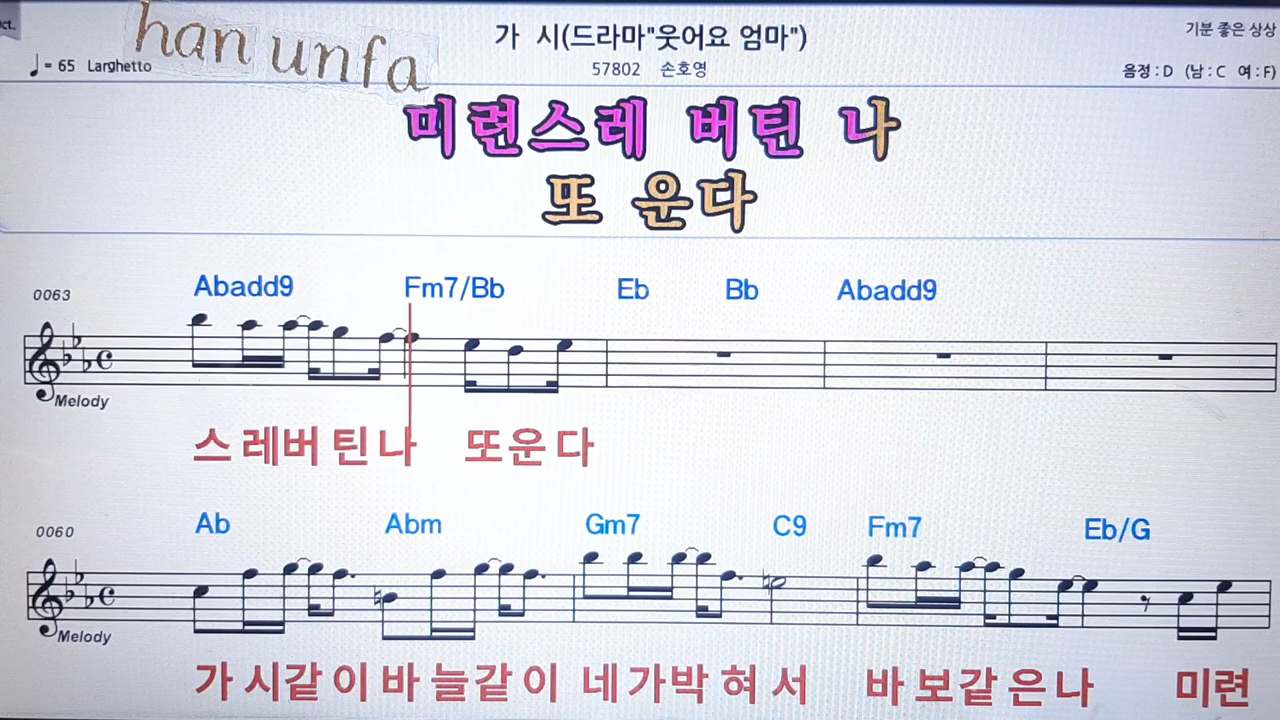 ct.
han unfa
가 시(드라마"웃어요 엄마")
기분 좋은 상상
♩= 65 Larghetto
57802 손호영
음정 : D (남 : C 여 : F)
미련스레 버틴 나
또 운다
Abadd9 Fm7/Bb Eb Bb Abadd9
0063
Melody
스 레버 틴 나 또 운 다
Ab Abm Gm7 C9 Fm7 Eb/G
0060
Melody
가 시 같 이 바 늘 같 이 네 가 박 혀 서 바 보 같 은 나 미 련